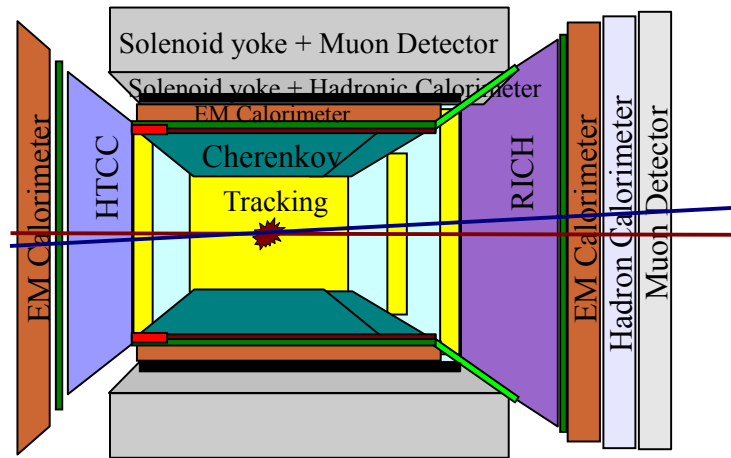 Solenoid yoke + Muon Detector
Solenoid yoke + Hadronic Calorimeter
EM Calorimeter
Cherenkov
Tracking
EM Calorimeter
HTCC
RICH
EM Calorimeter
Hadron Calorimeter
Muon Detector